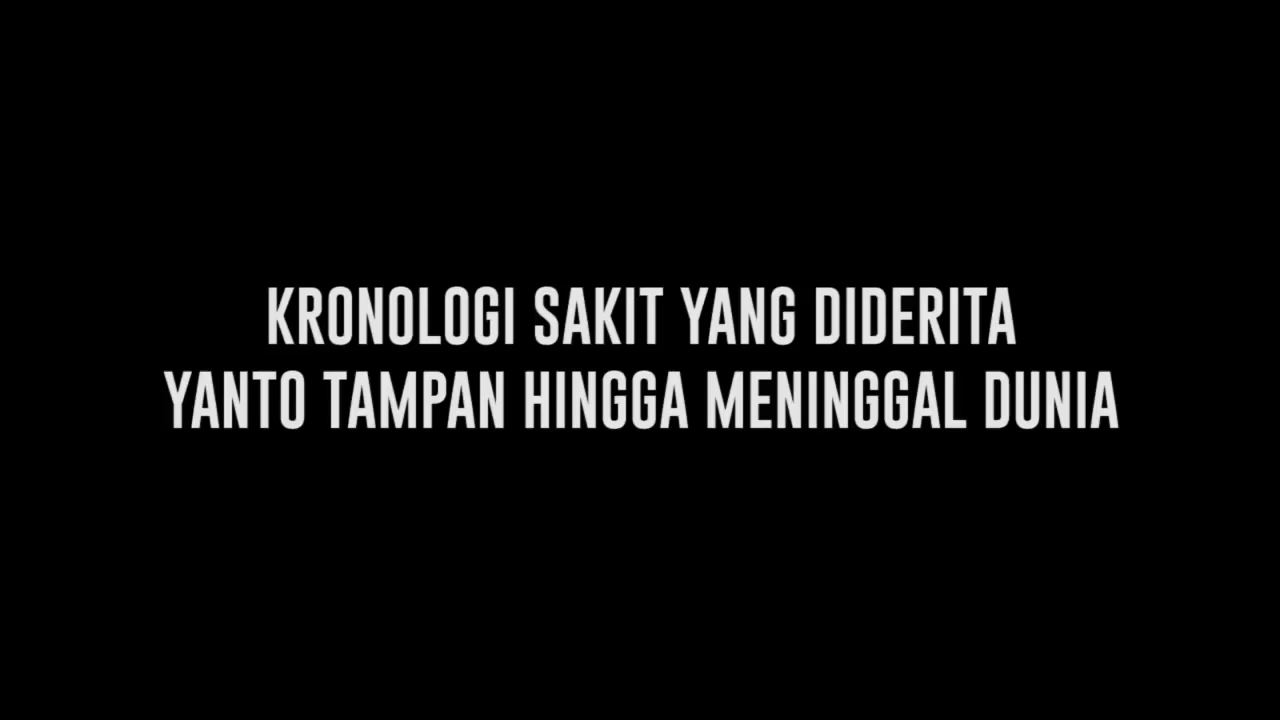 KRONOLOGI SAKIT YANG DIDERITA
YANTO TAMPAN HINGGA MENINGGAL DUNIA